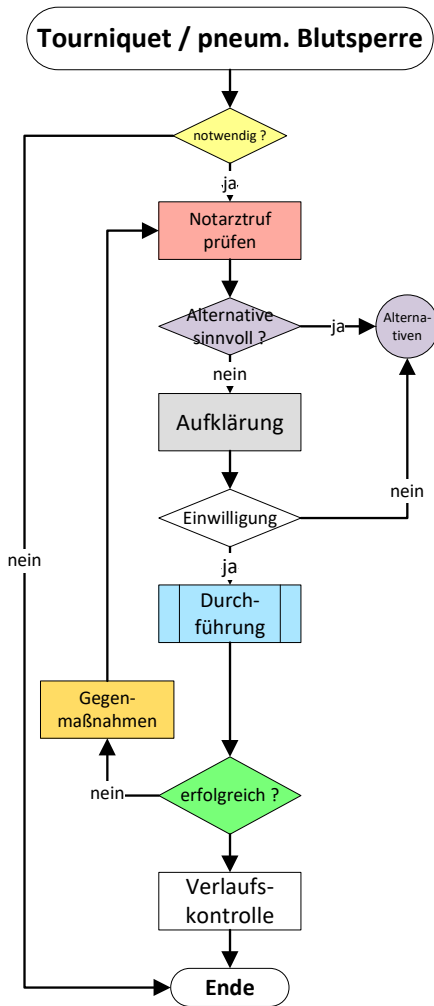 Tourniquet / pneum. Blutsperre
notwendig ?
ja
Notarztruf
prüfen
Alternative
sinnvoll ?
ja
Alterna-
tiven
nein
Aufklärung
Einwilligung
nein
ja
nein
Durch-
führung
Gegen-
maßnahmen
nein
erfolgreich ?
Verlaufs-
kontrolle
Ende